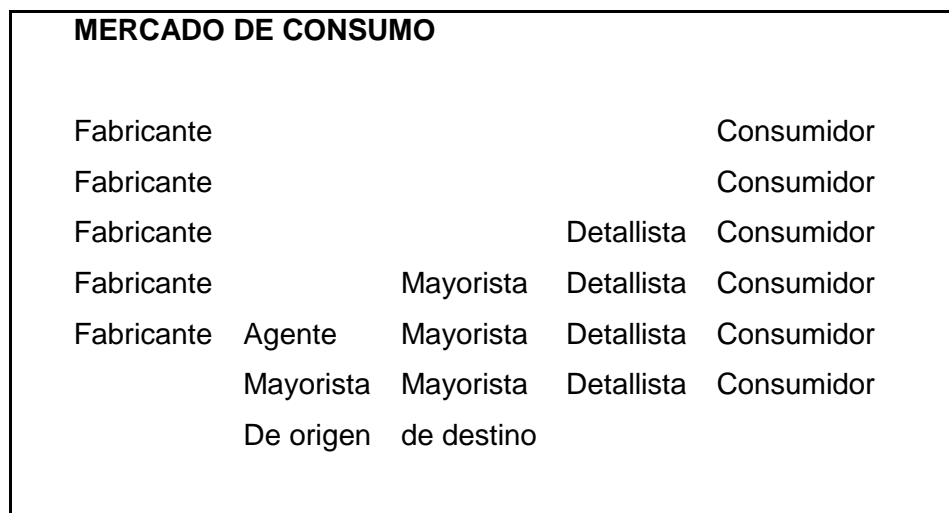 MERCADO DE CONSUMO
Fabricante Consumidor
Fabricante Consumidor
Fabricante Detallista Consumidor
Fabricante Mayorista Detallista Consumidor
Fabricante Agente Mayorista Detallista Consumidor
Mayorista Mayorista Detallista Consumidor
De origen de destino